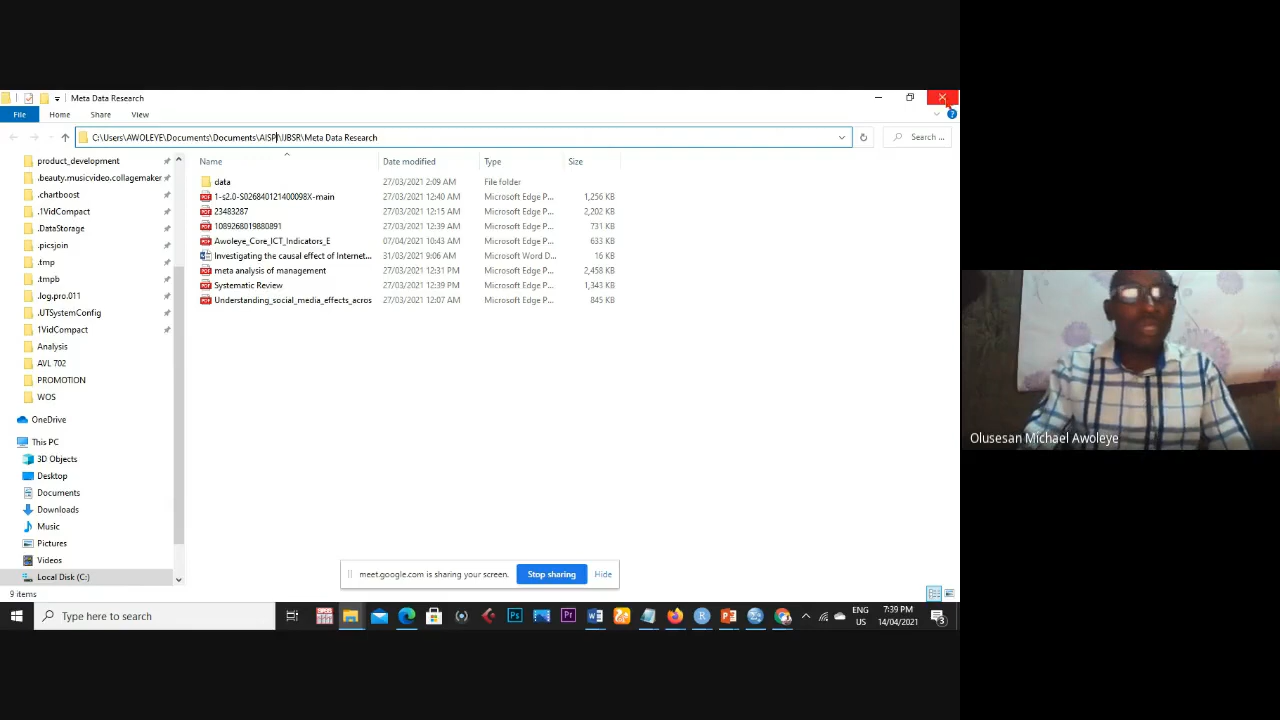 Meta Data Research
File Home Share View
C:\Users\AWOLEYE\Documents\Documents\AISP\IJBSR\Meta Data Research
Search ...
Name Date modified Type Size
product_development
.beauty.musicvideo.collagemaker
.chartboost
.1VidCompact
.DataStorage
.picsjoin
.tmp
.tmpb
.log.pro.011
.UTSystemConfig
1VidCompact
Analysis
AVL 702
PROMOTION
WOS
OneDrive
This PC
3D Objects
Desktop
Documents
Downloads
Music
Pictures
Videos
Local Disk (C:)
data 27/03/2021 2:09 AM File folder
1-s2.0-S026840121400098X-main 27/03/2021 12:40 AM Microsoft Edge P... 1,256 KB
23483287 27/03/2021 12:15 AM Microsoft Edge P... 2,202 KB
1089268019880891 27/03/2021 12:39 AM Microsoft Edge P... 731 KB
Awoleye_Core_ICT_Indicators_E 07/04/2021 10:43 AM Microsoft Edge P... 633 KB
Investigating the causal effect of Internet... 31/03/2021 9:06 AM Microsoft Word D... 16 KB
meta analysis of management 27/03/2021 12:31 PM Microsoft Edge P... 2,458 KB
Systematic Review 27/03/2021 12:39 PM Microsoft Edge P... 1,343 KB
Understanding_social_media_effects_acros 27/03/2021 12:07 AM Microsoft Edge P... 845 KB
Olusesan Michael Awoleye
meet.google.com is sharing your screen. Stop sharing Hide
9 items
Type here to search
ENG
US
7:39 PM
14/04/2021
3